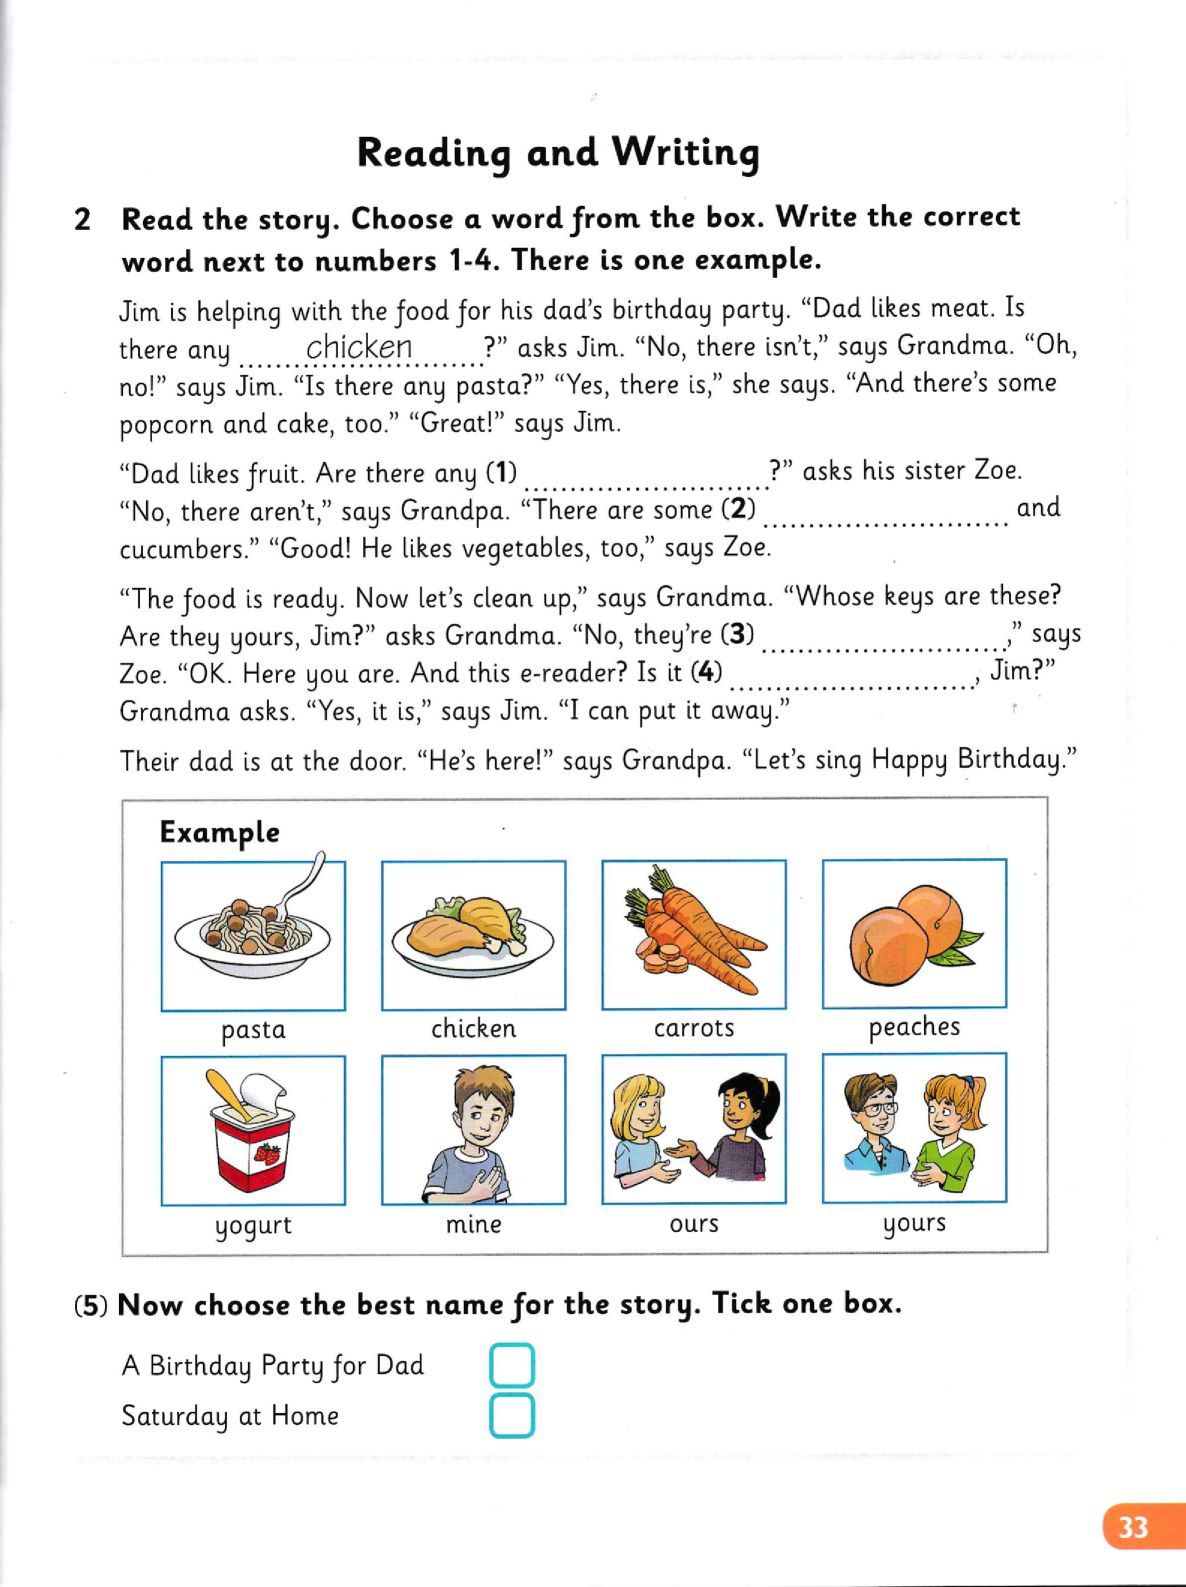 Reading and Writing
2 Read the story. Choose a word from the box. Write the correct
word next to numbers 1-4. There is one example.
Jim is helping with the food for his dad's birthday party. “Dad likes meat. Is
there any ...... chicken ......?” asks Jim. “No, there isn't,” says Grandma. “Oh,
no!” says Jim. “Is there any pasta?” “Yes, there is,” she says. “And there's some
popcorn and cake, too.” “Great!” says Jim.
“Dad likes fruit. Are there any (1) ..........................?” asks his sister Zoe.
“No, there aren't,” says Grandpa. “There are some (2) .......................... and
cucumbers.” “Good! He likes vegetables, too,” says Zoe.
“The food is ready. Now let's clean up,” says Grandma. “Whose keys are these?
Are they yours, Jim?” asks Grandma. “No, they're (3) ..........................,” says
Zoe. “OK. Here you are. And this e-reader? Is it (4) .........................., Jim?”
Grandma asks. “Yes, it is,” says Jim. “I can put it away.”
Their dad is at the door. “He's here!” says Grandpa. “Let's sing Happy Birthday.”
Example
pasta chicken carrots peaches
yogurt mine ours yours
(5) Now choose the best name for the story. Tick one box.
A Birthday Party for Dad
Saturday at Home
33